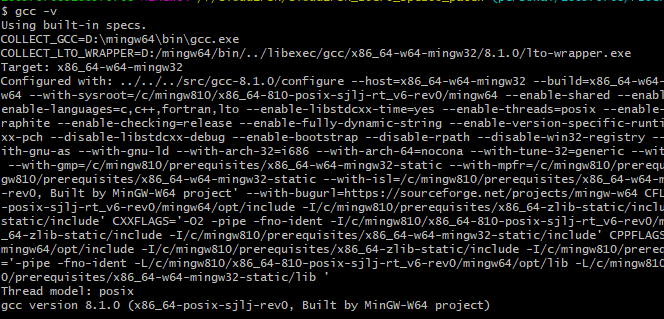 $ gcc -v
Using built-in specs.
COLLECT_GCC=D:\mingw64\bin\gcc.exe
COLLECT_LTO_WRAPPER=D:/mingw64/bin/../libexec/gcc/x86_64-w64-mingw32/8.1.0/lto-wrapper.exe
Target: x86_64-w64-mingw32
Configured with: ../../../src/gcc-8.1.0/configure --host=x86_64-w64-mingw32 --build=x86_64-w64-m
w64 --with-sysroot=/c/mingw810/x86_64-810-posix-sjlj-rt_v6-rev0/mingw64 --enable-shared --enabl
enable-languages=c,c++,fortran,lto --enable-libstdcxx-time=yes --enable-threads=posix --enable-
raphite --enable-checking=release --enable-fully-dynamic-string --enable-version-specific-runti
xx-pch --disable-libstdcxx-debug --enable-bootstrap --disable-rpath --disable-win32-registry --
ith-gnu-as --with-gnu-ld --with-arch-32=i686 --with-arch-64=nocona --with-tune-32=generic --wit
 --with-gmp=/c/mingw810/prerequisites/x86_64-w64-mingw32-static --with-mpfr=/c/mingw810/prerequ
gw810/prerequisites/x86_64-w64-mingw32-static --with-isl=/c/mingw810/prerequisites/x86_64-w64-m
-rev0, Built by MinGW-W64 project' --with-bugurl=https://sourceforge.net/projects/mingw-w64 CFL
-posix-sjlj-rt_v6-rev0/mingw64/opt/include -I/c/mingw810/prerequisites/x86_64-zlib-static/inclu
static/include' CXXFLAGS='-O2 -pipe -fno-ident -I/c/mingw810/x86_64-810-posix-sjlj-rt_v6-rev0/m
_64-zlib-static/include -I/c/mingw810/prerequisites/x86_64-w64-mingw32-static/include' CPPFLAGS
mingw64/opt/include -I/c/mingw810/prerequisites/x86_64-zlib-static/include -I/c/mingw810/prereq
='-pipe -fno-ident -L/c/mingw810/x86_64-810-posix-sjlj-rt_v6-rev0/mingw64/opt/lib -L/c/mingw810
0/prerequisites/x86_64-w64-mingw32-static/lib '
Thread model: posix
gcc version 8.1.0 (x86_64-posix-sjlj-rev0, Built by MinGW-W64 project)